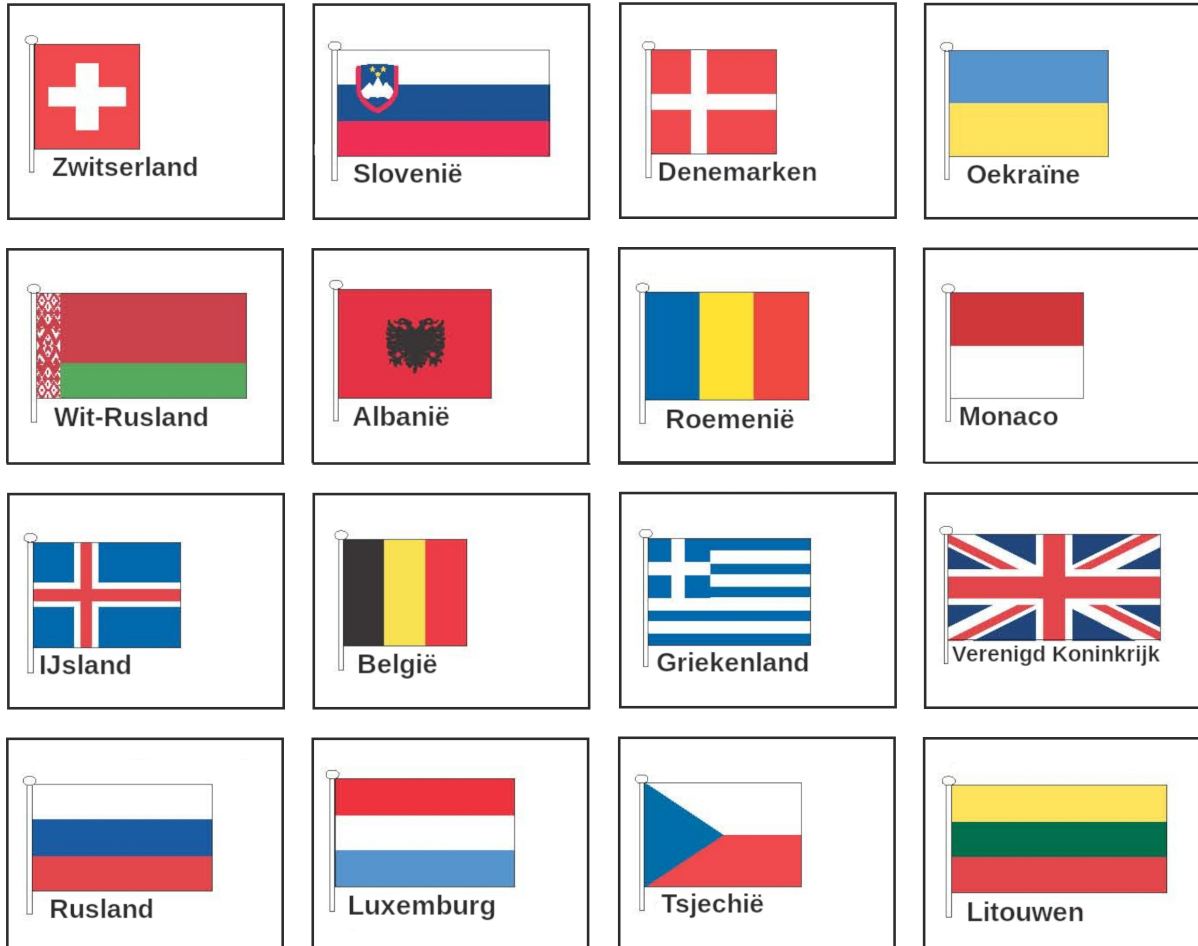 Zwitserland
Slovenië
Denemarken
Oekraïne
Wit-Rusland
Albanië
Roemenië
Monaco
IJsland
België
Griekenland
Verenigd Koninkrijk
Rusland
Luxemburg
Tsjechië
Litouwen